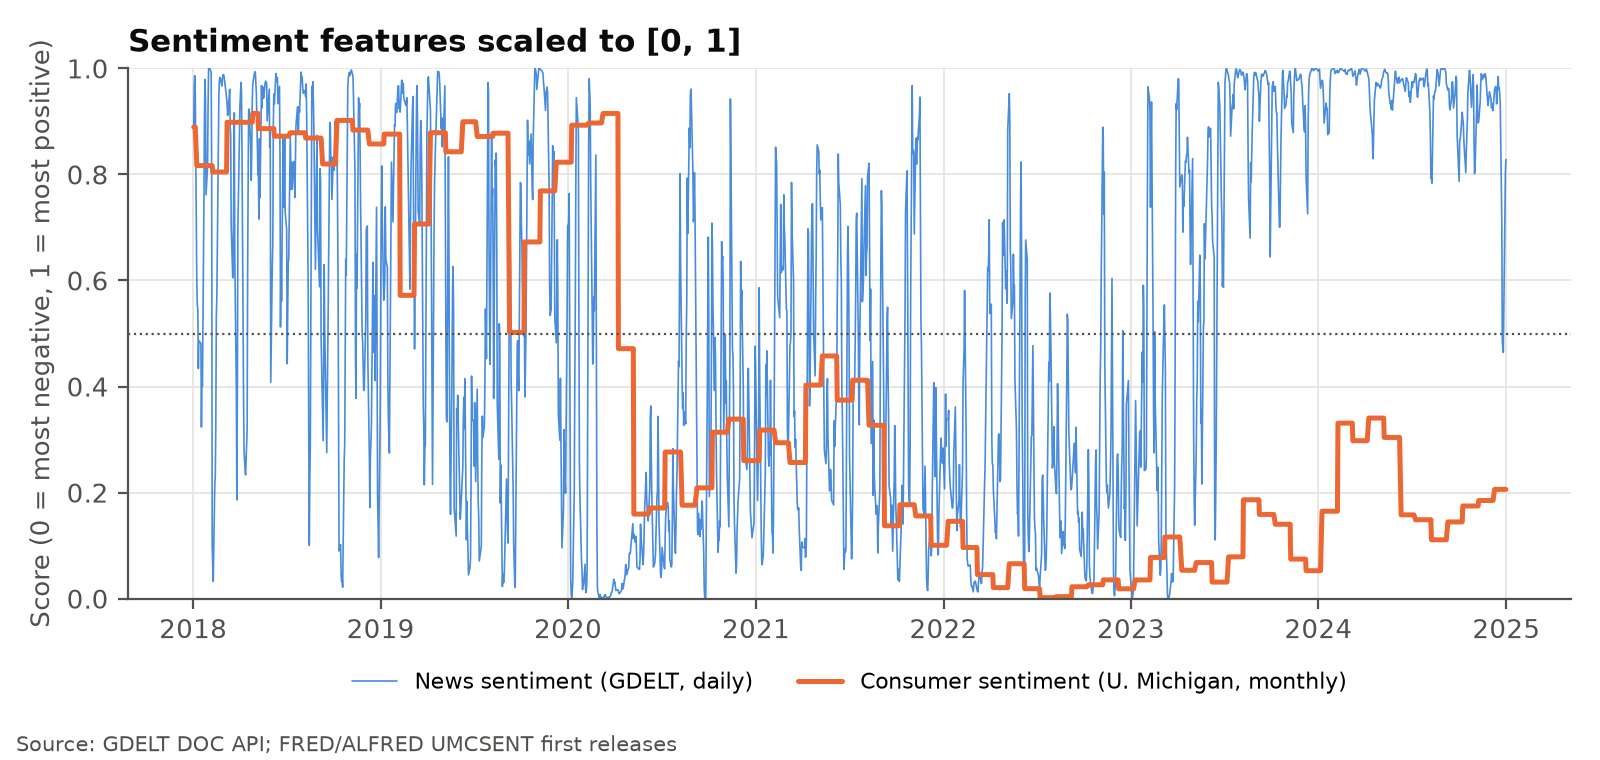 Sentiment features scaled to [0, 1]
Score (0 = most negative, 1 = most positive)
1.0
0.8
0.6
0.4
0.2
0.0
2018 2019 2020 2021 2022 2023 2024 2025
News sentiment (GDELT, daily) Consumer sentiment (U. Michigan, monthly)
Source: GDELT DOC API; FRED/ALFRED UMCSENT first releases